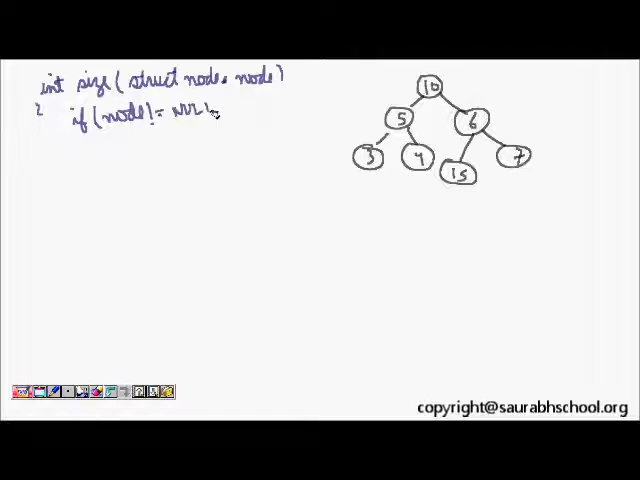 int size( struct node* node)
{ if (node != NULL
10
5 6
3 4 15 7
copyright@saurabhschool.org